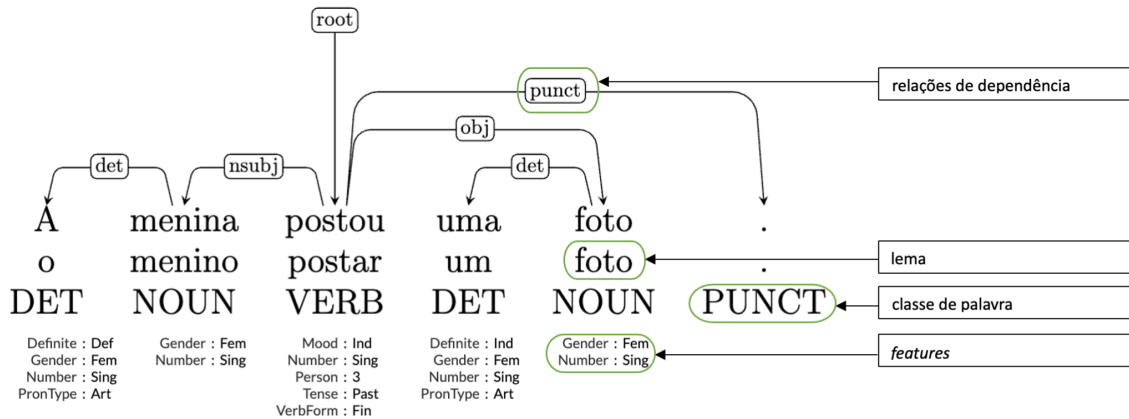 root
punct
relações de dependência
obj
det nsubj det
A menina postou uma foto .
o menino postar um foto .
lema
DET NOUN VERB DET NOUN PUNCT
classe de palavra
Definite : Def Gender : Fem Mood : Ind Definite : Ind Gender : Fem
Gender : Fem Number : Sing Number : Sing Gender : Fem Number : Sing
features
Number : Sing Person : 3 Number : Sing
PronType : Art Tense : Past PronType : Art
VerbForm : Fin